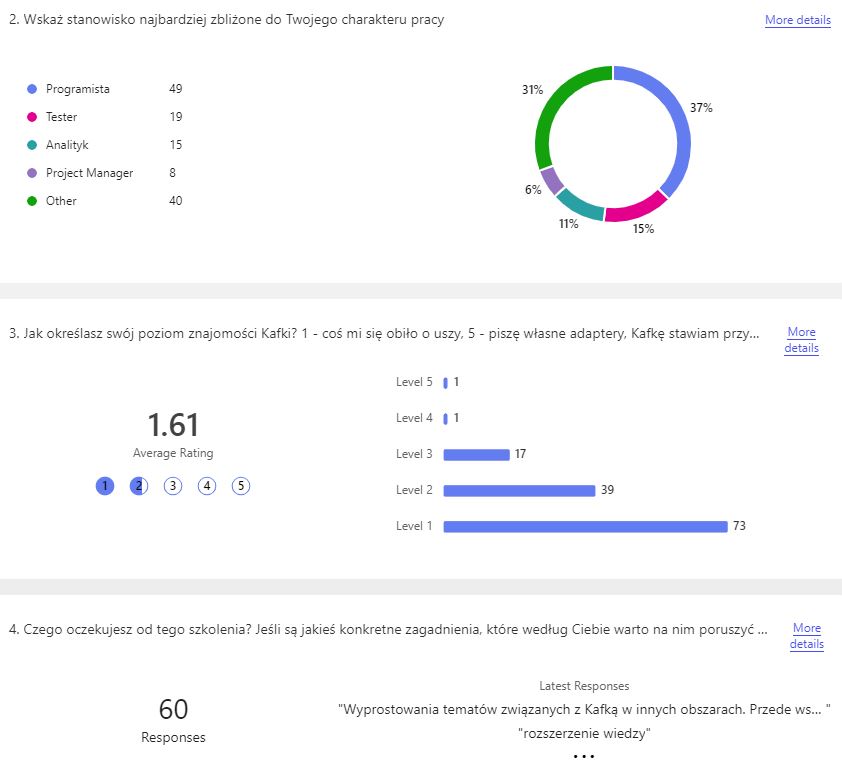 2. Wskaż stanowisko najbardziej zbliżone do Twojego charakteru pracy
More details
Programista 49
Tester 19
Analityk 15
Project Manager 8
Other 40
31%
37%
6%
11%
15%
3. Jak określasz swój poziom znajomości Kafki? 1 - coś mi się obiło o uszy, 5 - piszę własne adaptery, Kafkę stawiam przy...
More
details
1.61
Average Rating
1 2 3 4 5
Level 5 1
Level 4 1
Level 3 17
Level 2 39
Level 1 73
4. Czego oczekujesz od tego szkolenia? Jeśli są jakieś konkretne zagadnienia, które według Ciebie warto na nim poruszyć ...
More
details
60
Responses
Latest Responses
"Wyprostowania tematów związanych z Kafką w innych obszarach. Przede ws... "
"rozszerzenie wiedzy"
...